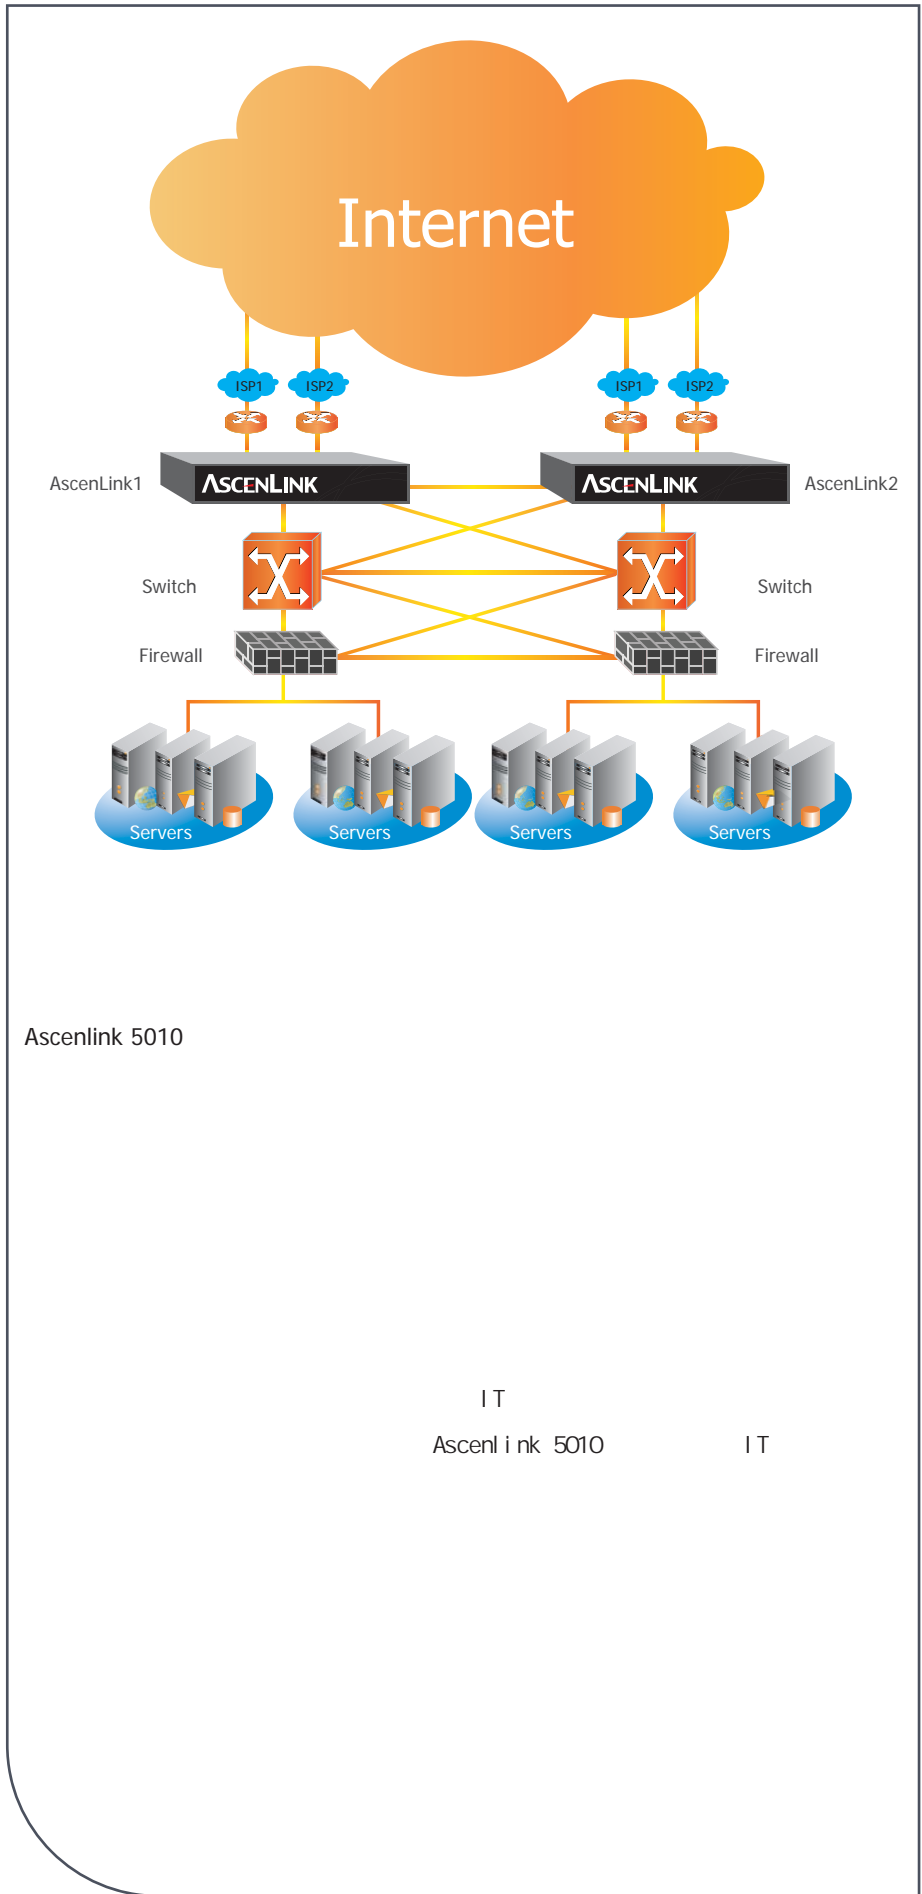 Internet
ISP1 ISP2 ISP1 ISP2
AscenLink1 ASCENLINK ASCENLINK AscenLink2
Switch Switch
Firewall Firewall
Servers Servers Servers Servers
Ascenlink 5010
IT
Ascenlink 5010 IT